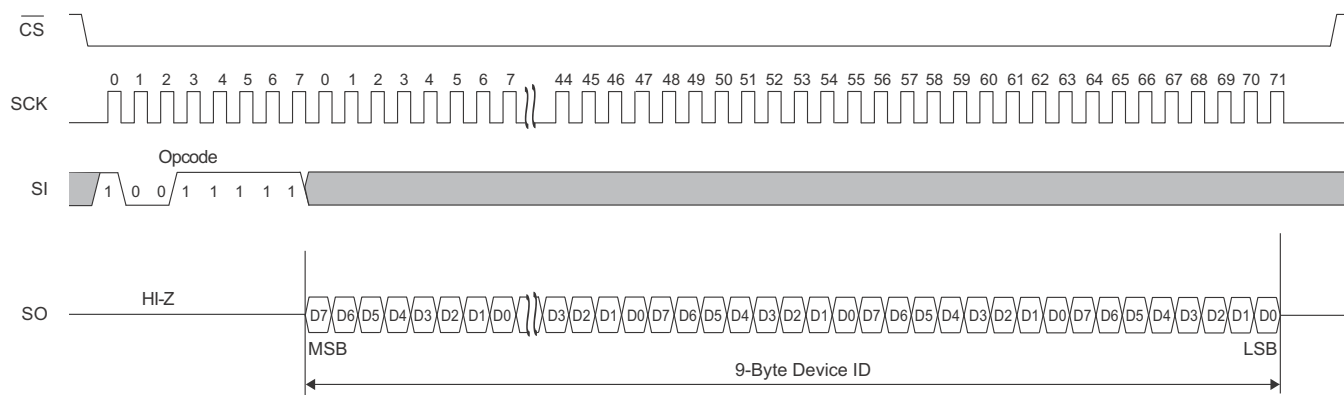 CS
0 1 2 3 4 5 6 7 0 1 2 3 4 5 6 7 44 45 46 47 48 49 50 51 52 53 54 55 56 57 58 59 60 61 62 63 64 65 66 67 68 69 70 71
SCK
Opcode
SI 1 0 0 1 1 1 1 1
HI-Z
SO D7 D6 D5 D4 D3 D2 D1 D0 D3 D2 D1 D0 D7 D6 D5 D4 D3 D2 D1 D0 D7 D6 D5 D4 D3 D2 D1 D0 D7 D6 D5 D4 D3 D2 D1 D0
MSB LSB
9-Byte Device ID